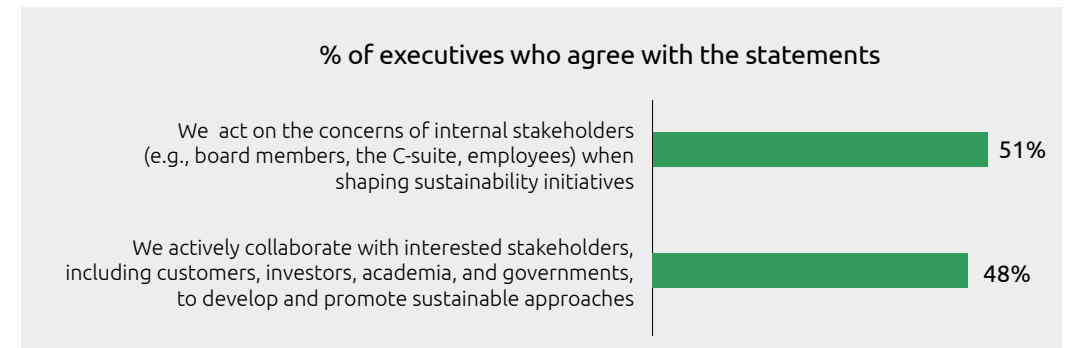 % of executives who agree with the statements
We  act on the concerns of internal stakeholders
(e.g., board members, the C-suite, employees) when
shaping sustainability initiatives
51%
We actively collaborate with interested stakeholders,
including customers, investors, academia, and governments,
to develop and promote sustainable approaches
48%